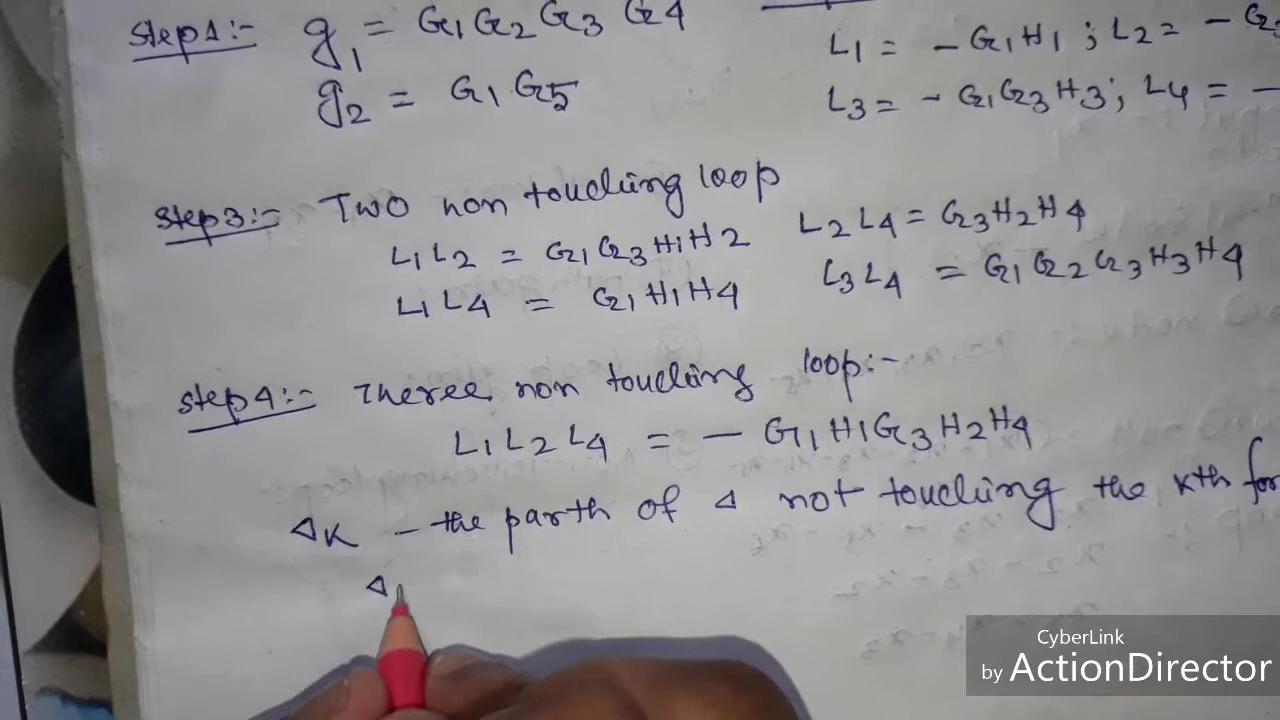 Step1:- g1 = G1G2G3G4
L1 = - G1H1 ; L2 = - G
g2 = G1G5
L3 = - G1G2G3H3; L4 = -
Step3:- Two non touching loop
L1L2 = G1G3H1H2 L2L4 = G3H2H4
L1L4 = G1H1H4 L3L4 = G1G2G3H3H4
Step4:- Theree non touching loop:-
L1L2L4 = - G1H1G3H2H4
ΔK - the parth of Δ not touching the Kth for
Δ
CyberLink
by ActionDirector